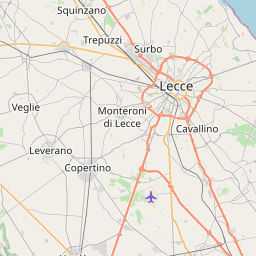 Squinzano
Trepuzzi
Surbo
Lecce
Veglie
Monteroni
di Lecce
Cavallino
Leverano
Copertino